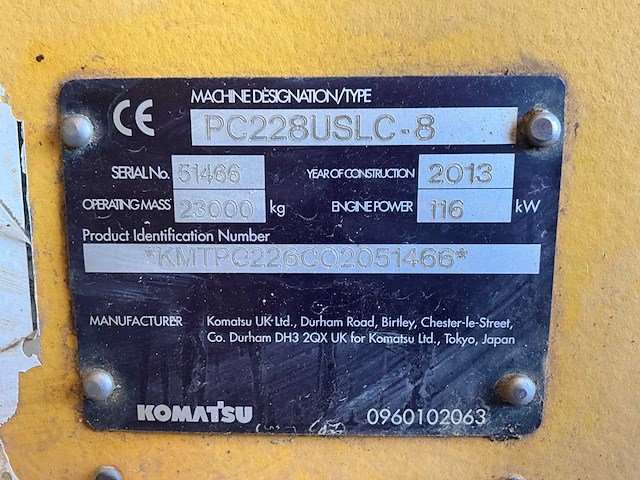 CE
MACHINE DESIGNATION/TYPE
PC228USLC-8
SERIAL No. 51466 YEAR OF CONSTRUCTION 2013
OPERATING MASS 23000 kg ENGINE POWER 116 kW
Product Identification Number
*KMTPC226C02051466*
MANUFACTURER Komatsu UK Ltd., Durham Road, Birtley, Chester-le-Street,
Co. Durham DH3 2QX UK for Komatsu Ltd., Tokyo, Japan
KOMATSU 0960102063